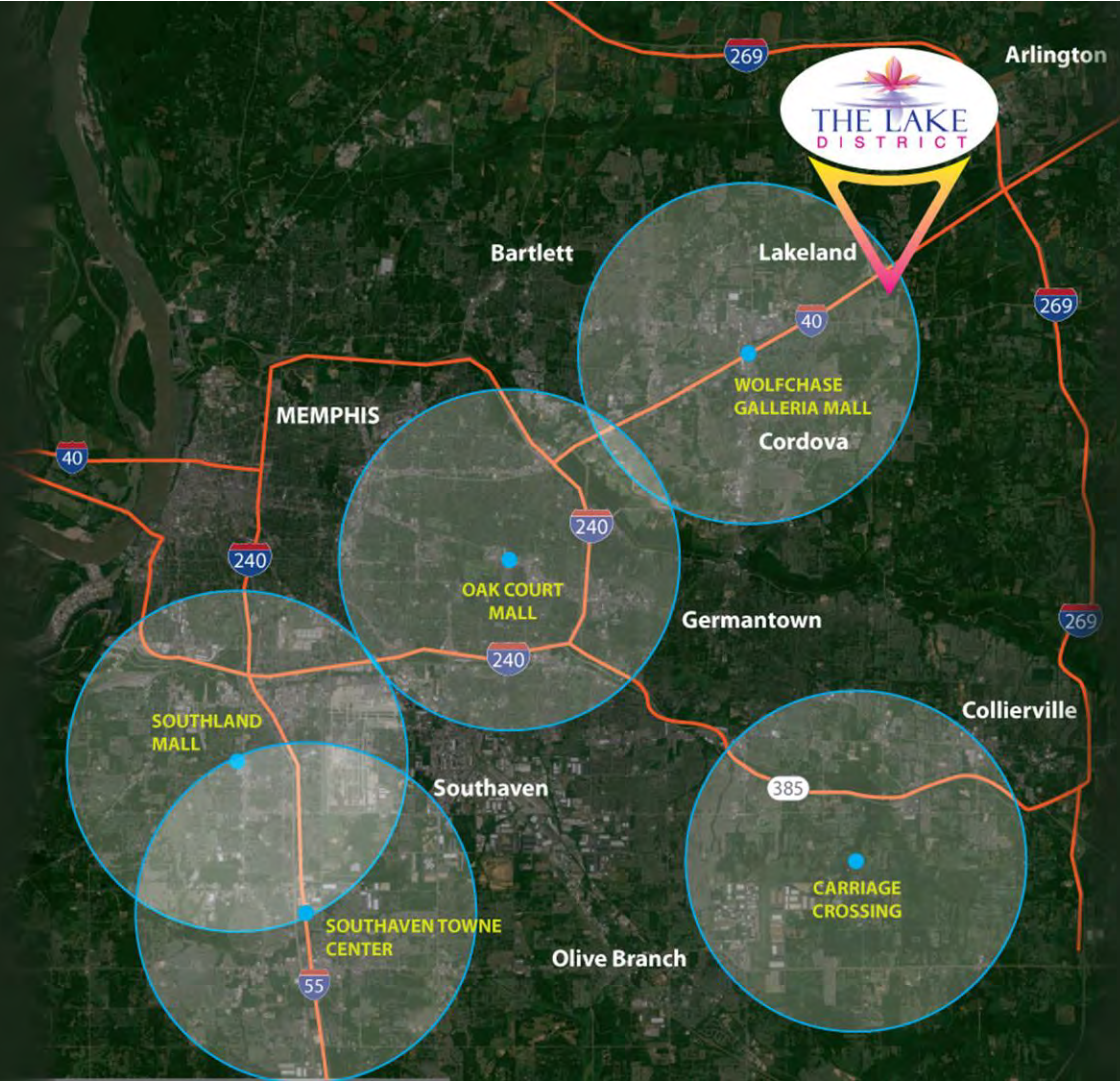 269
Arlington
THE LAKE
DISTRICT
Bartlett
Lakeland
269
40
WOLFCHASE
GALLERIA MALL
MEMPHIS
Cordova
40
240
240
OAK COURT
MALL
Germantown
269
240
SOUTHLAND
MALL
Collierville
Southaven
385
CARRIAGE
CROSSING
SOUTHAVEN TOWNE
CENTER
Olive Branch
55